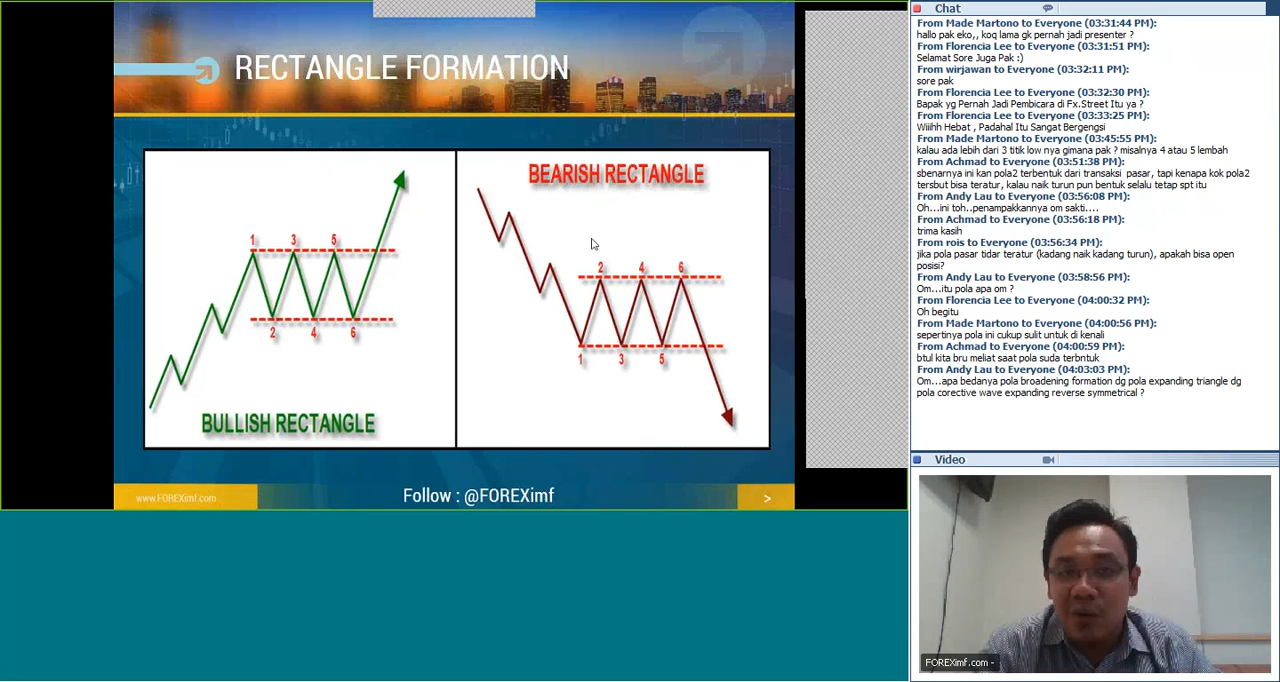 RECTANGLE FORMATION
1
3
5
2
4
6
BULLISH RECTANGLE
BEARISH RECTANGLE
2
4
6
1
3
5
www.FOREXimf.com
Follow : @FOREXimf
>
Chat
From Made Martono to Everyone (03:31:44 PM):
hallo pak eko,, koq lama gk pernah jadi presenter ?
From Florencia Lee to Everyone (03:31:51 PM):
Selamat Sore Juga Pak :)
From wirjawan to Everyone (03:32:11 PM):
sore pak
From Florencia Lee to Everyone (03:32:30 PM):
Bapak yg Pernah Jadi Pembicara di Fx.Street Itu ya ?
From Florencia Lee to Everyone (03:33:25 PM):
Wiiihh Hebat , Padahal Itu Sangat Bergengsi
From Made Martono to Everyone (03:45:55 PM):
kalau ada lebih dari 3 titik low nya gimana pak ? misalnya 4 atau 5 lembah
From Achmad to Everyone (03:51:38 PM):
sbenarnya ini kan pola2 terbentuk dari transaksi pasar, tapi kenapa kok pola2
tersbut bisa teratur, kalau naik turun pun bentuk selalu tetap spt itu
From Andy Lau to Everyone (03:56:08 PM):
Oh...ini toh..penampakkannya om sakti....
From Achmad to Everyone (03:56:18 PM):
trima kasih
From rois to Everyone (03:56:34 PM):
jika pola pasar tidar teratur (kadang naik kadang turun), apakah bisa open
posisi?
From Andy Lau to Everyone (03:58:56 PM):
Om...itu pola apa om ?
From Florencia Lee to Everyone (04:00:32 PM):
Oh begitu
From Made Martono to Everyone (04:00:56 PM):
sepertinya pola ini cukup sulit untuk di kenali
From Achmad to Everyone (04:00:59 PM):
btul kita bru meliat saat pola suda terbntuk
From Andy Lau to Everyone (04:03:03 PM):
Om...apa bedanya pola broadening formation dg pola expanding triangle dg
pola corective wave expanding reverse symmetrical ?
Video
FOREXimf.com -